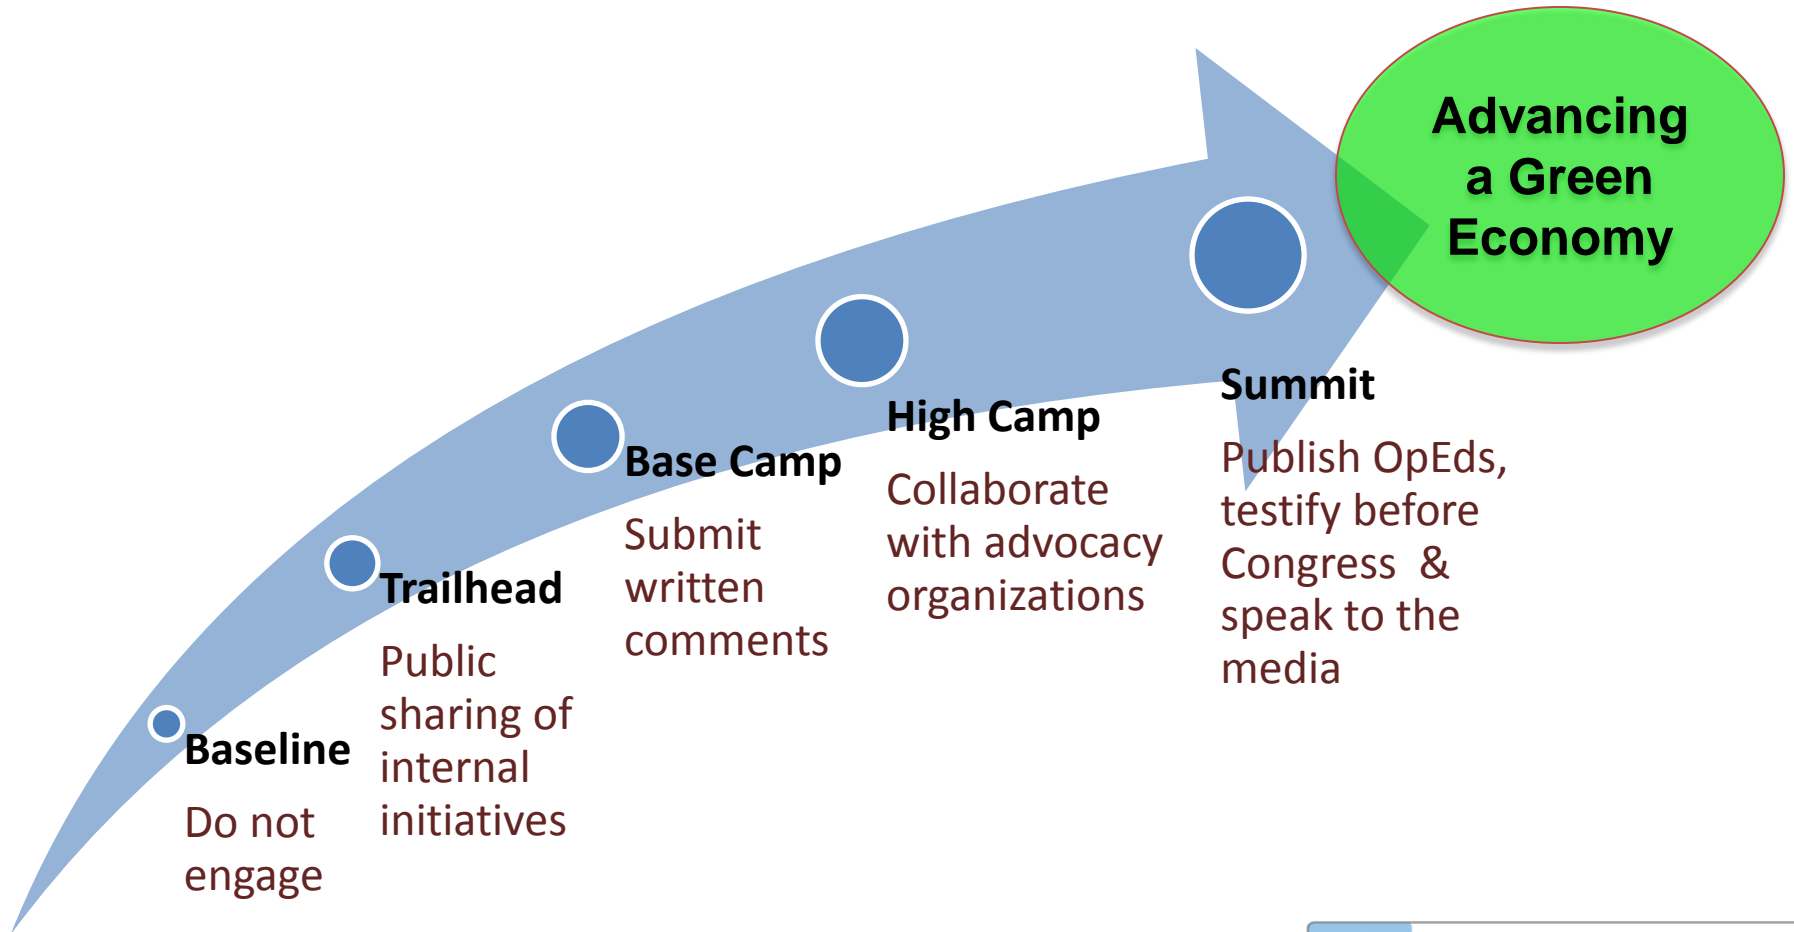 Advancing
a Green
Economy
Summit
Publish OpEds,
testify before
Congress &
speak to the
media
High Camp
Collaborate
with advocacy
organizations
Base Camp
Submit
written
comments
Trailhead
Public
sharing of
internal
initiatives
Baseline
Do not
engage